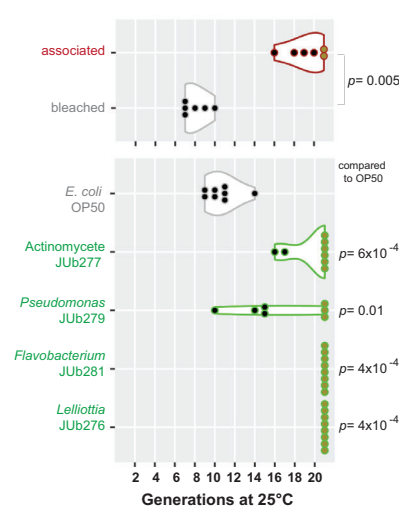 associated
p= 0.005
bleached
compared
to OP50
E. coli
OP50
Actinomycete
JUb277
p= 6x10-4
Pseudomonas
JUb279
p= 0.01
Flavobacterium
JUb281
p= 4x10-4
Lelliottia
JUb276
p= 4x10-4
2 4 6 8 10 12 14 16 18 20
Generations at 25°C